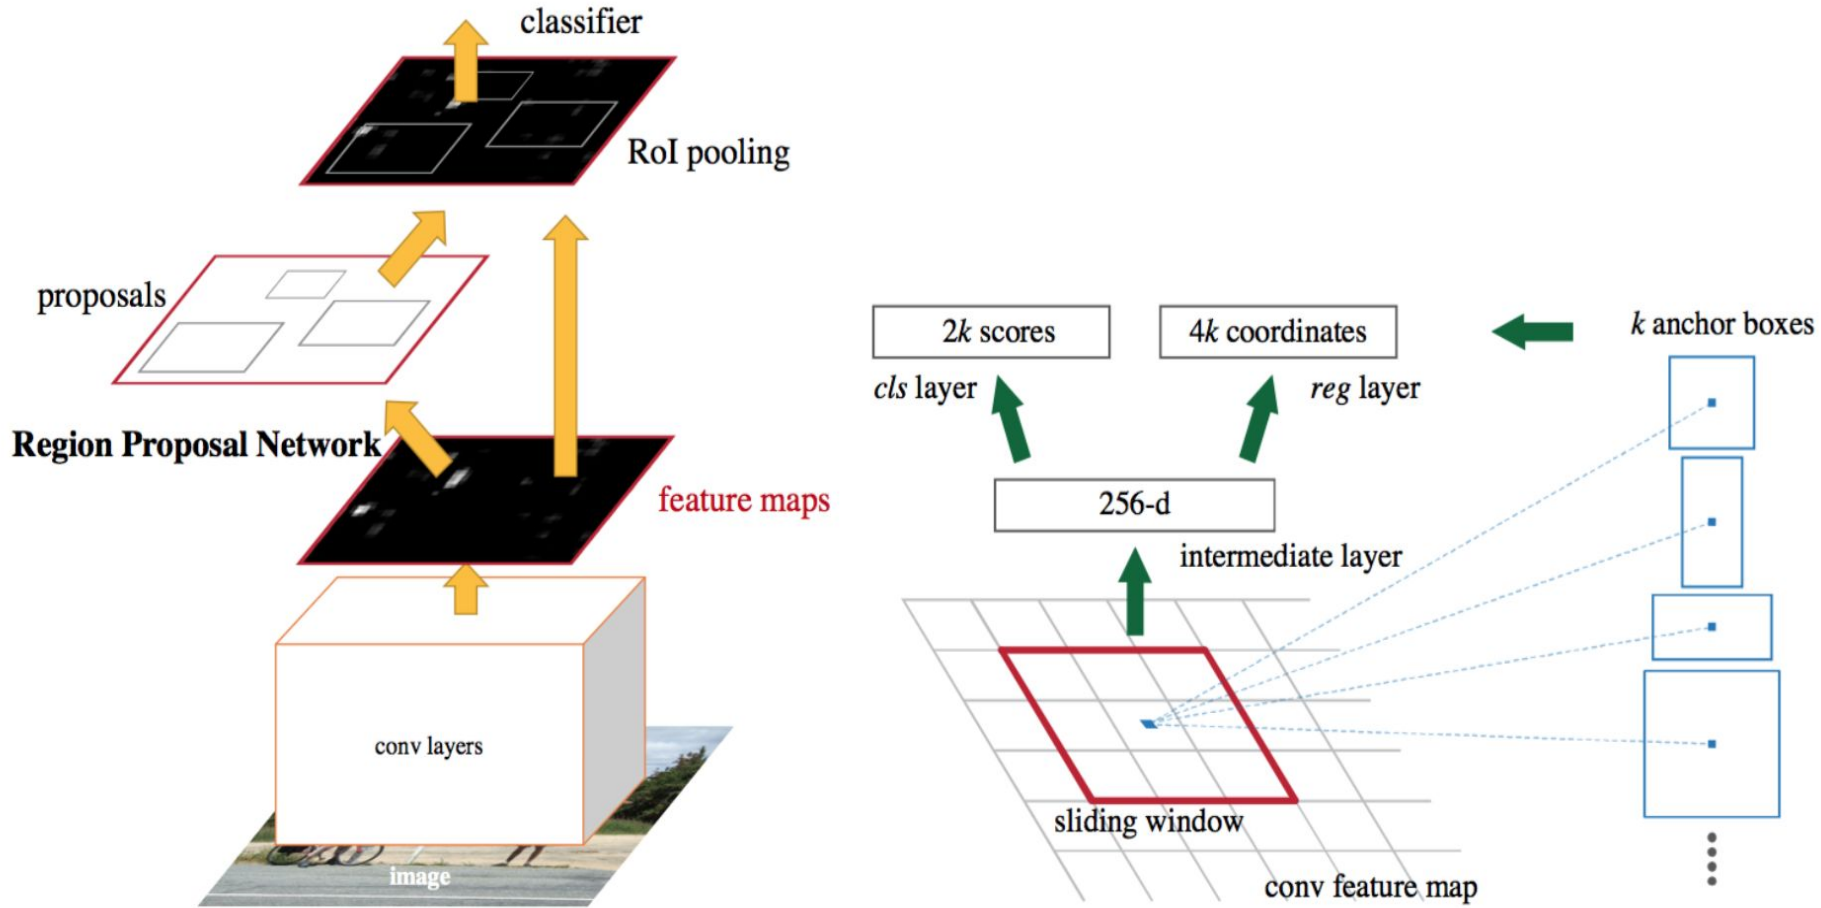 classifier
RoI pooling
proposals
Region Proposal Network
feature maps
conv layers
image
2k scores
4k coordinates
k anchor boxes
cls layer
reg layer
256-d
intermediate layer
sliding window
conv feature map